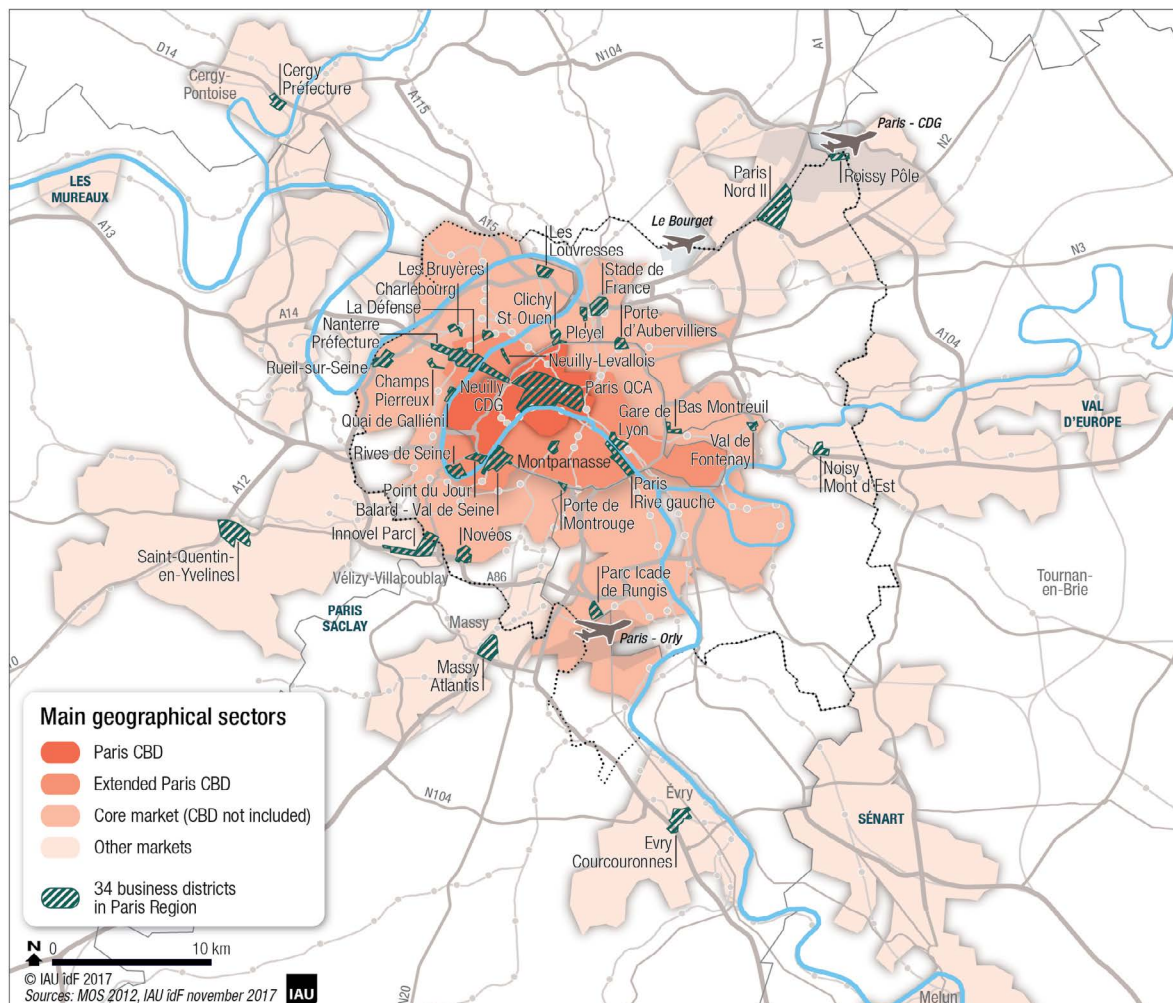 D14
Cergy-
Pontoise
Cergy
Préfecture
A115
N104
A1
Paris - CDG
N2
Paris
Nord II
Roissy Pôle
LES
MUREAUX
A13
A15
Le Bourget
N3
Les
Louvresses
Les Bruyères
Charlebourg
La Défense
Nanterre
Préfecture
A14
Rueil-sur-Seine
Clichy
St-Ouen
Stade de
France
Pleyel
Porte
d'Aubervilliers
Neuilly-Levallois
A104
Champs
Pierreux
Neuilly
CDG
Paris QCA
Quai de Galliéni
Gare de
Lyon
Bas Montreuil
VAL
D'EUROPE
Val de
Fontenay
Noisy
Mont d'Est
Rives de Seine
Montparnasse
A12
Point du Jour
Balard - Val de Seine
Porte de
Montrouge
Paris
Rive gauche
Innovel Parc
Novéos
Saint-Quentin-
en-Yvelines
Vélizy-Villacoublay
A86
Parc Icade
de Rungis
Tournan-
en-Brie
PARIS
SACLAY
Massy
Paris - Orly
Massy
Atlantis
10
Main geographical sectors
Paris CBD
Extended Paris CBD
Core market (CBD not included)
Other markets
34 business districts
in Paris Region
N104
Évry
Evry
Courcouronnes
SÉNART
N 0 10 km
© IAU îdF 2017
Sources: MOS 2012, IAU îdF november 2017
IAU
N20
Melun